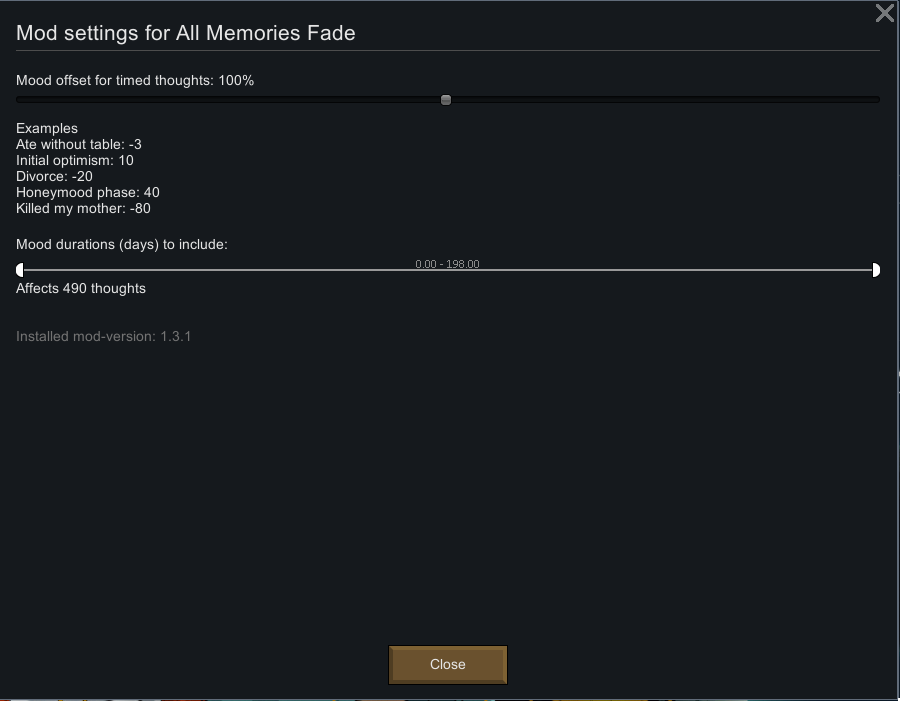 Mod settings for All Memories Fade
Mood offset for timed thoughts: 100%
Examples
Ate without table: -3
Initial optimism: 10
Divorce: -20
Honeymood phase: 40
Killed my mother: -80
Mood durations (days) to include:
0.00 - 198.00
Affects 490 thoughts
Installed mod-version: 1.3.1
Close